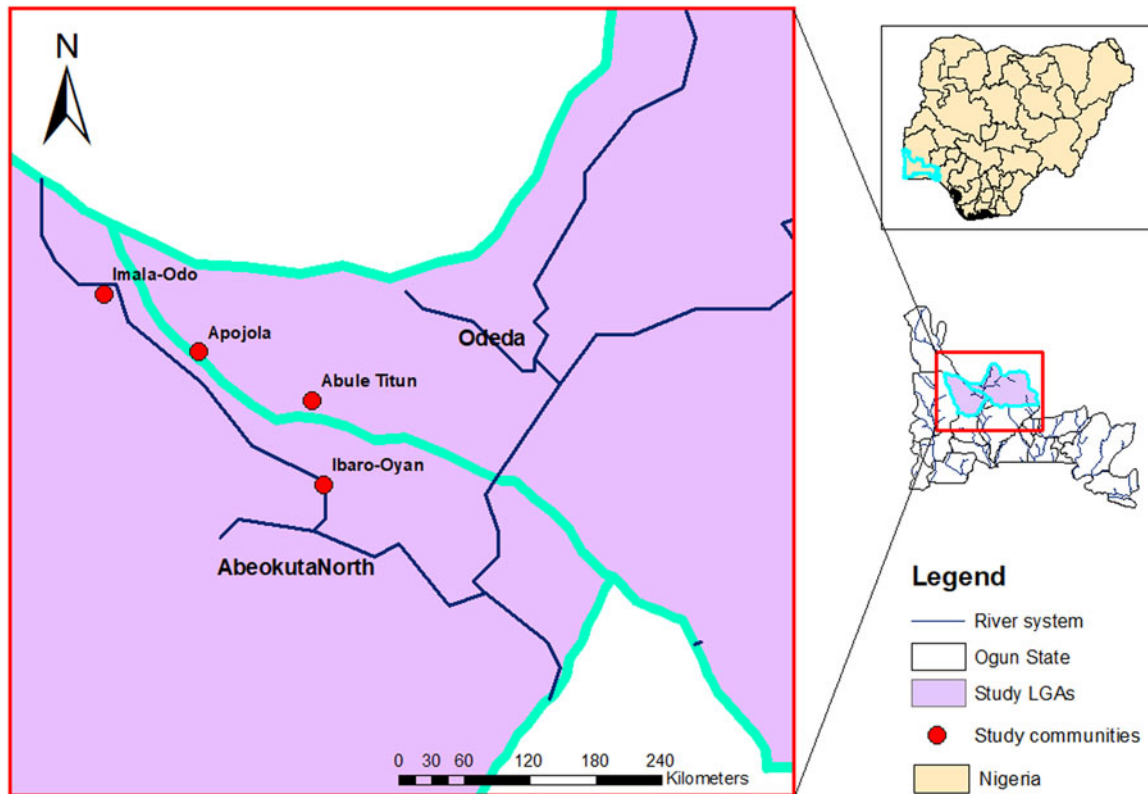 N
Imala-Odo
Apojola
Odeda
Abule Titun
Ibaro-Oyan
AbeokutaNorth
0 30 60 120 180 240
Kilometers
Legend
River system
Ogun State
Study LGAs
Study communities
Nigeria